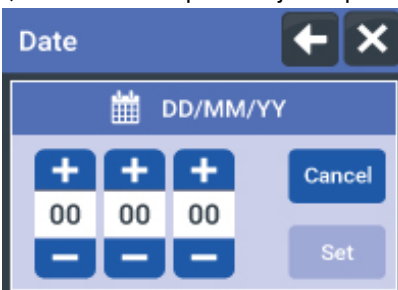 Date
DD/MM/YY
+ + +
00 00 00
− − −
Cancel
Set